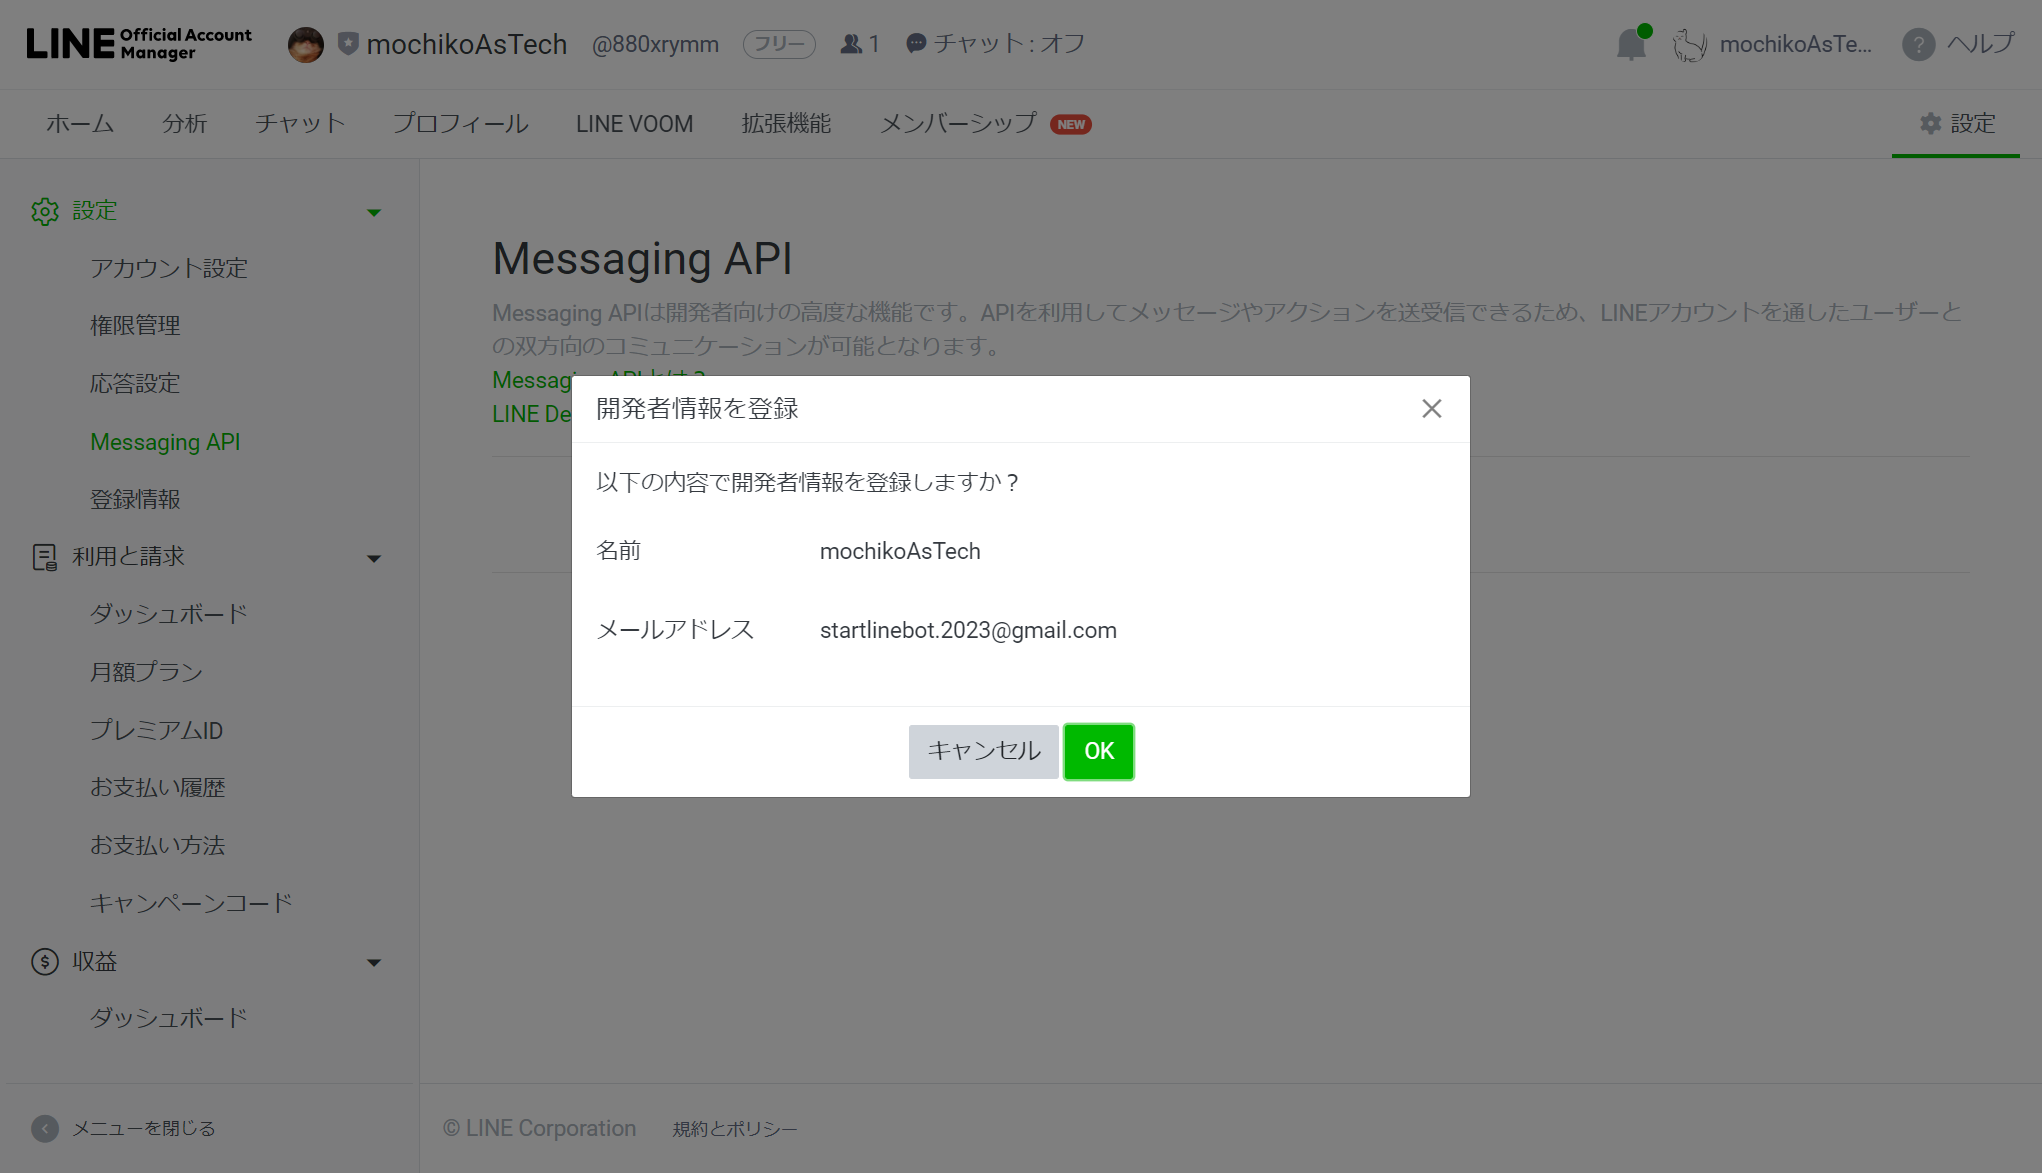 LINE Official Account Manager
mochikoAsTech @880xrymm フリー 1 チャット : オフ
mochikoAsTe... ? ヘルプ
ホーム 分析 チャット プロフィール LINE VOOM 拡張機能 メンバーシップ NEW 設定
設定
アカウント設定
権限管理
応答設定
Messaging API
登録情報
利用と請求
ダッシュボード
月額プラン
プレミアムID
お支払い履歴
お支払い方法
キャンペーンコード
収益
ダッシュボード
メニューを閉じる
Messaging API
Messaging APIは開発者向けの高度な機能です。APIを利用してメッセージやアクションを送受信できるため、LINEアカウントを通したユーザーと
の双方向のコミュニケーションが可能となります。
LINE De
開発者情報を登録
以下の内容で開発者情報を登録しますか？
名前 mochikoAsTech
メールアドレス startlinebot.2023@gmail.com
キャンセル OK
© LINE Corporation 規約とポリシー